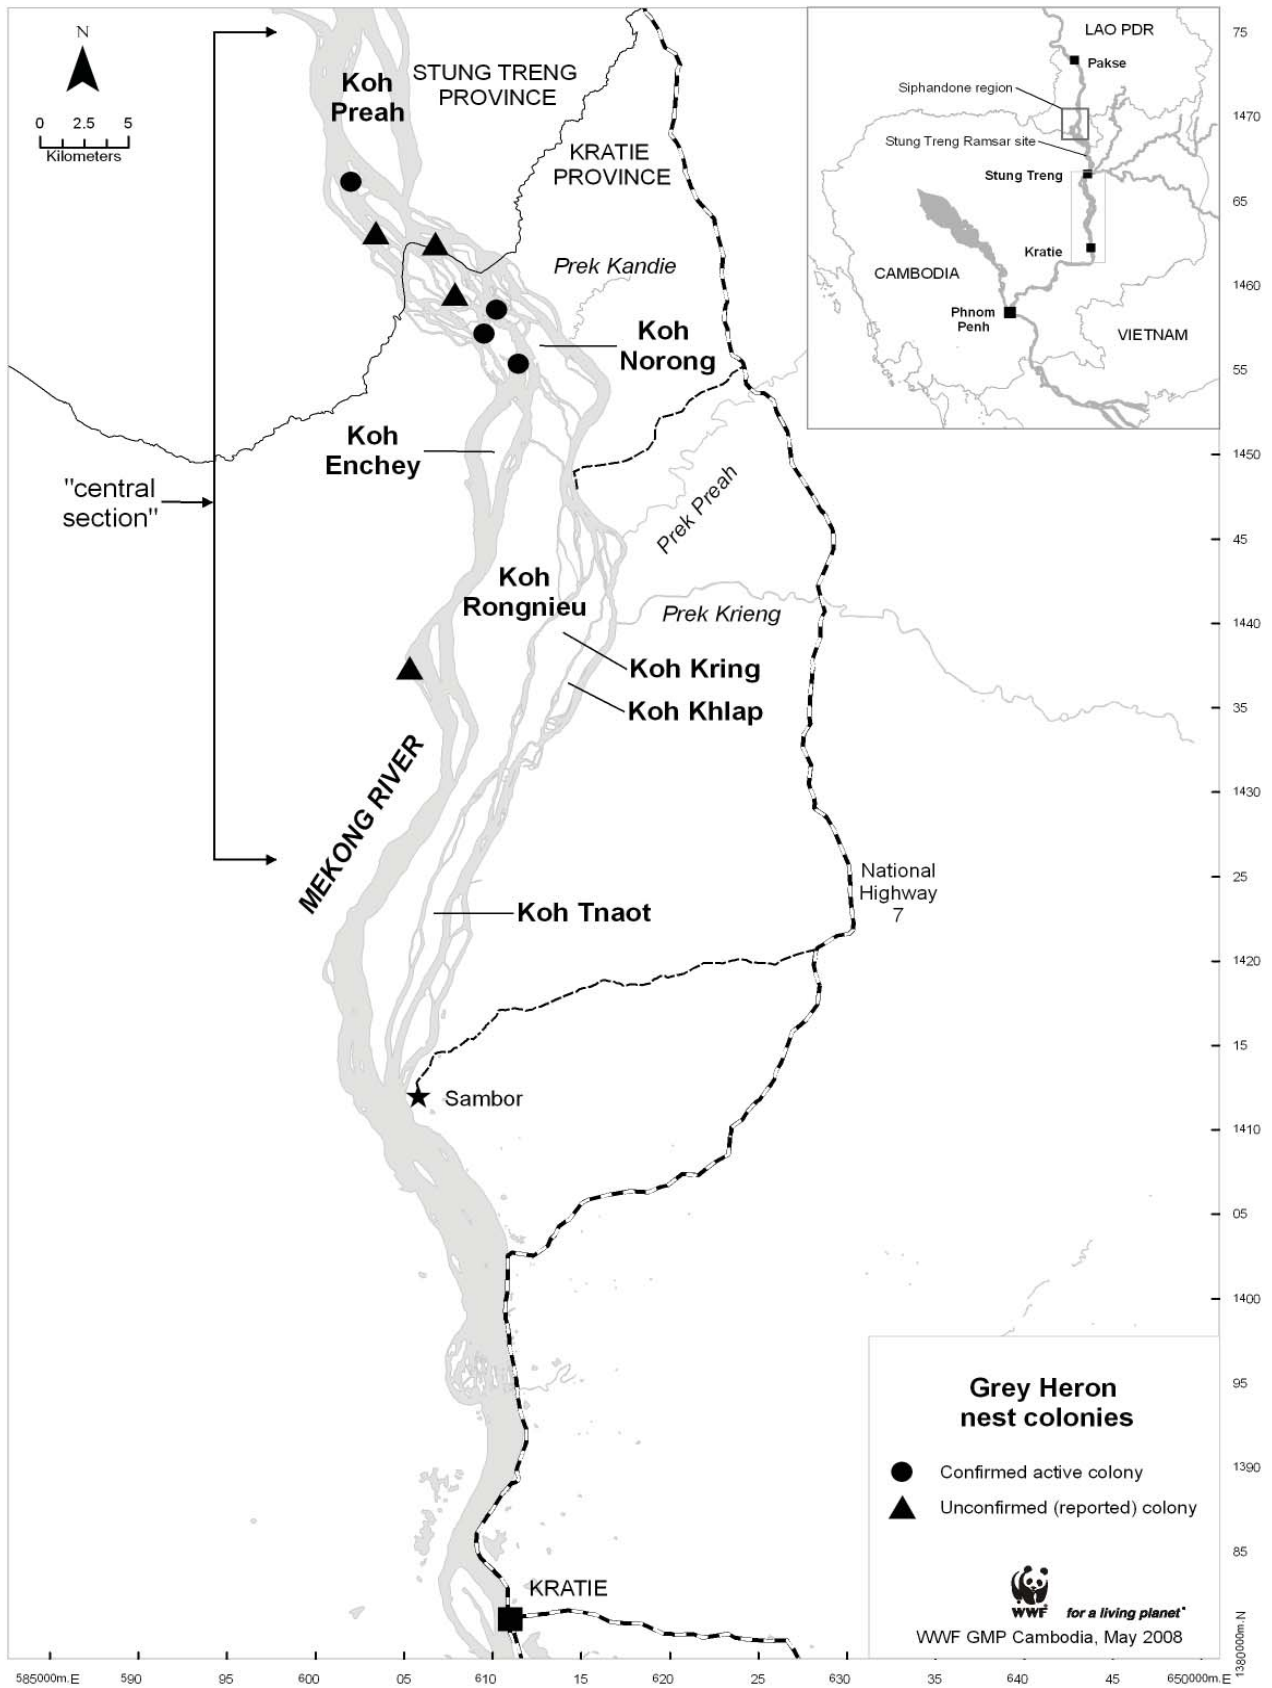 N
0 2.5 5
Kilometers
Koh
Preah
STUNG TRENG
PROVINCE
KRATIE
PROVINCE
Prek Kandie
Koh
Norong
Koh
Enchey
"central
section"
Prek Preah
Koh
Rongnieu
Prek Krieng
Koh Kring
Koh Khlap
MEKONG RIVER
National
Highway
7
Koh Tnaot
Sambor
KRATIE
LAO PDR
Pakse
Siphandone region
Stung Treng Ramsar site
Stung Treng
Kratie
CAMBODIA
Phnom
Penh
VIETNAM
75
1470
65
1460
55
1450
45
1440
35
1430
25
1420
15
1410
05
1400
95
1390
85
1380000m.N
Grey Heron
nest colonies
Confirmed active colony
Unconfirmed (reported) colony
WWF
for a living planet®
WWF GMP Cambodia, May 2008
585000m.E 590 95 600 05 610 15 620 25 630 35 640 45 650000m.E